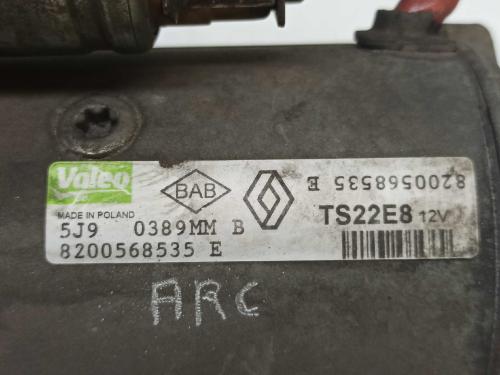 Valeo
BAB
8200568535 E
MADE IN POLAND
TS22E8 12V
5J9 0389MM B
8200568535 E
ARC